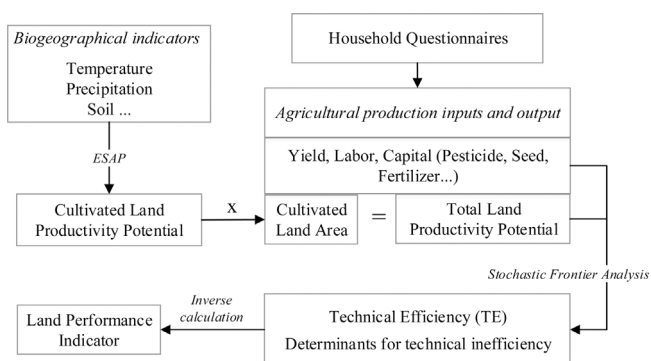 Biogeographical indicators
Temperature
Precipitation
Soil ...
Household Questionnaires
Agricultural production inputs and output
Yield, Labor, Capital (Pesticide, Seed,
Fertilizer...)
ESAP
Cultivated Land
Productivity Potential
x
Cultivated
Land Area
=
Total Land
Productivity Potential
Stochastic Frontier Analysis
Technical Efficiency (TE)
Determinants for technical inefficiency
Inverse
calculation
Land Performance
Indicator